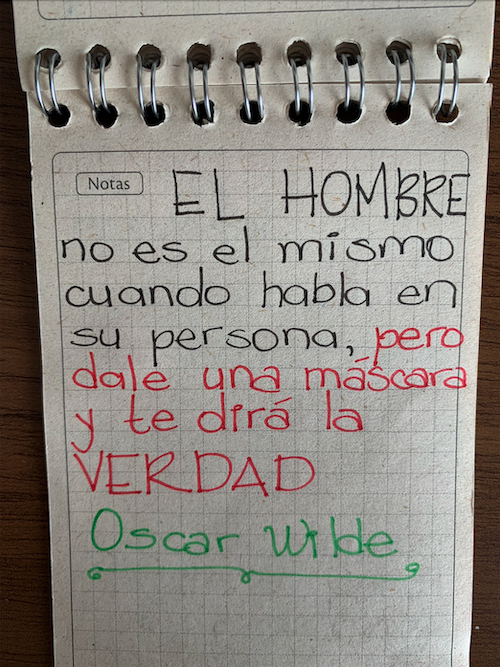 Notas
EL HOMBRE
no es el mismo
cuando habla en
su persona, pero
dale una máscara
y te dirá la
VERDAD
Oscar Wilde